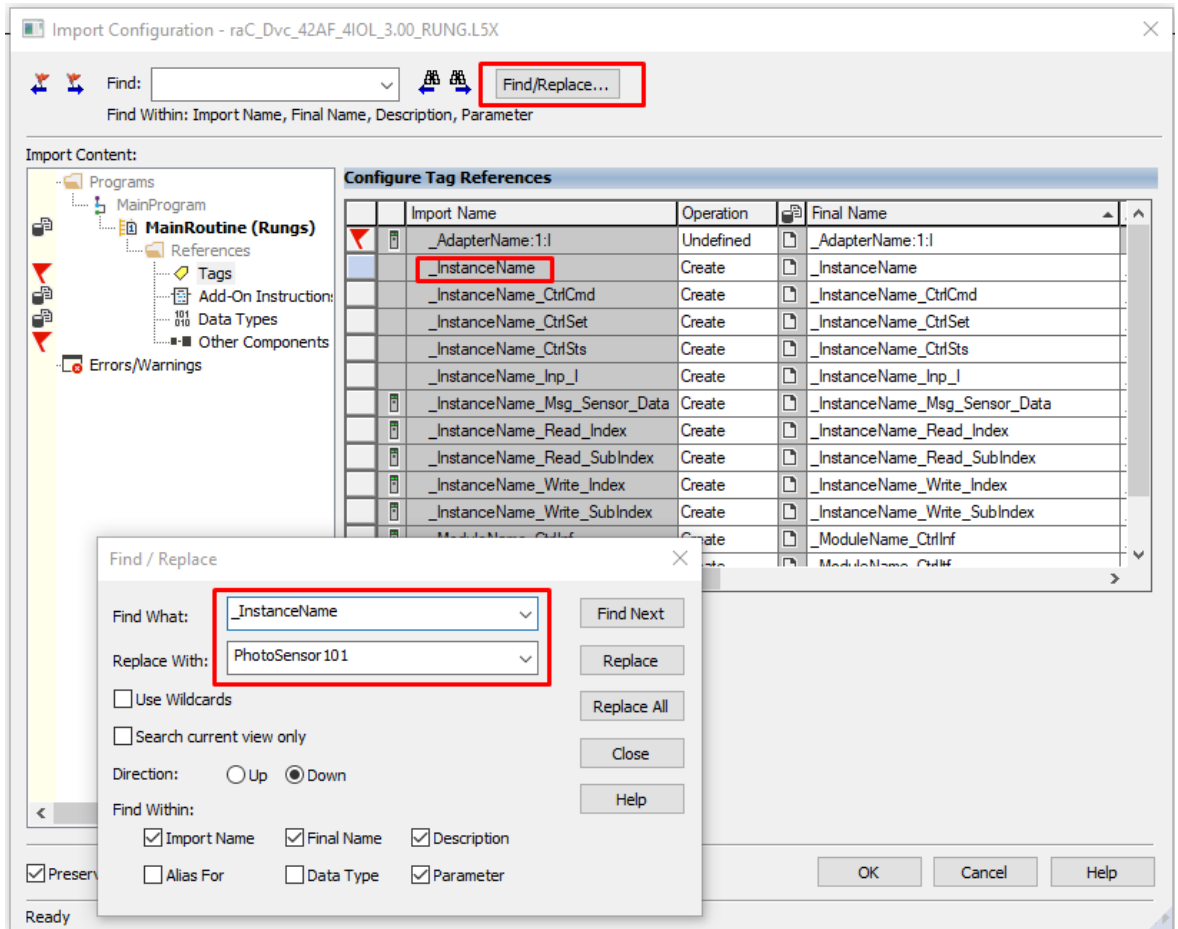 Import Configuration - raC_Dvc_42AF_4IOL_3.00_RUNG.L5X
Find:
Find/Replace...
Find Within: Import Name, Final Name, Description, Parameter
Import Content:
Programs
MainProgram
MainRoutine (Rungs)
References
Tags
Add-On Instruction
Data Types
Other Components
Errors/Warnings
Configure Tag References
Import Name Operation Final Name
_AdapterName:1:I Undefined _AdapterName:1:I
_InstanceName Create _InstanceName
_InstanceName_CtrlCmd Create _InstanceName_CtrlCmd
_InstanceName_CtrlSet Create _InstanceName_CtrlSet
_InstanceName_CtrlSts Create _InstanceName_CtrlSts
_InstanceName_Inp_I Create _InstanceName_Inp_I
_InstanceName_Msg_Sensor_Data Create _InstanceName_Msg_Sensor_Data
_InstanceName_Read_Index Create _InstanceName_Read_Index
_InstanceName_Read_SubIndex Create _InstanceName_Read_SubIndex
_InstanceName_Write_Index Create _InstanceName_Write_Index
_InstanceName_Write_SubIndex Create _InstanceName_Write_SubIndex
_ModuleName_CtrlInf
Find / Replace
Find What: _InstanceName Find Next
Replace With: PhotoSensor101 Replace
Use Wildcards Replace All
Search current view only
Close
Direction: Up Down
Help
Find Within:
Import Name Final Name Description
Alias For Data Type Parameter
Preserv
OK Cancel Help
Ready